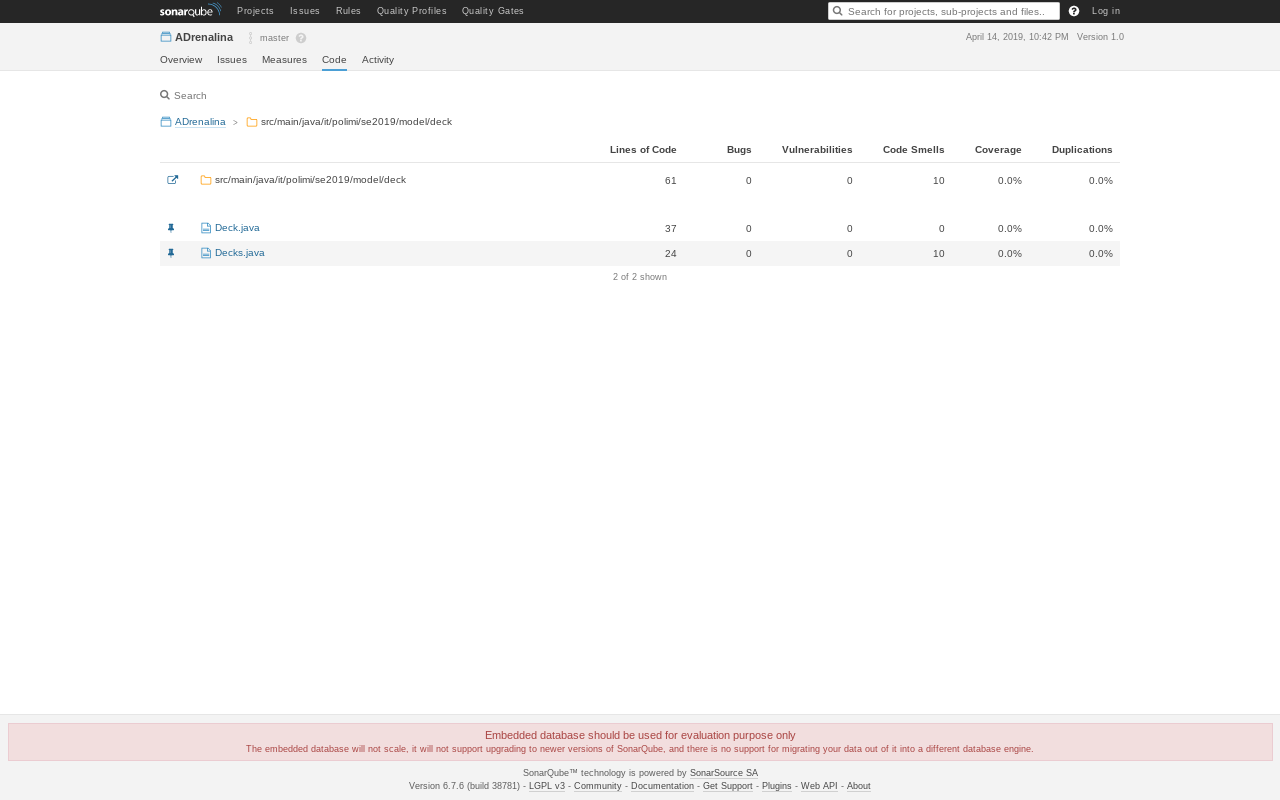 sonarqube Projects Issues Rules Quality Profiles Quality Gates Search for projects, sub-projects and files.. Log in
ADrenalina master April 14, 2019, 10:42 PM Version 1.0
Overview Issues Measures Code Activity
Search
ADrenalina > src/main/java/it/polimi/se2019/model/deck
Lines of Code Bugs Vulnerabilities Code Smells Coverage Duplications
src/main/java/it/polimi/se2019/model/deck 61 0 0 10 0.0% 0.0%
Deck.java 37 0 0 0 0.0% 0.0%
Decks.java 24 0 0 10 0.0% 0.0%
2 of 2 shown
Embedded database should be used for evaluation purpose only
The embedded database will not scale, it will not support upgrading to newer versions of SonarQube, and there is no support for migrating your data out of it into a different database engine.
SonarQube™ technology is powered by SonarSource SA
Version 6.7.6 (build 38781) - LGPL v3 - Community - Documentation - Get Support - Plugins - Web API - About